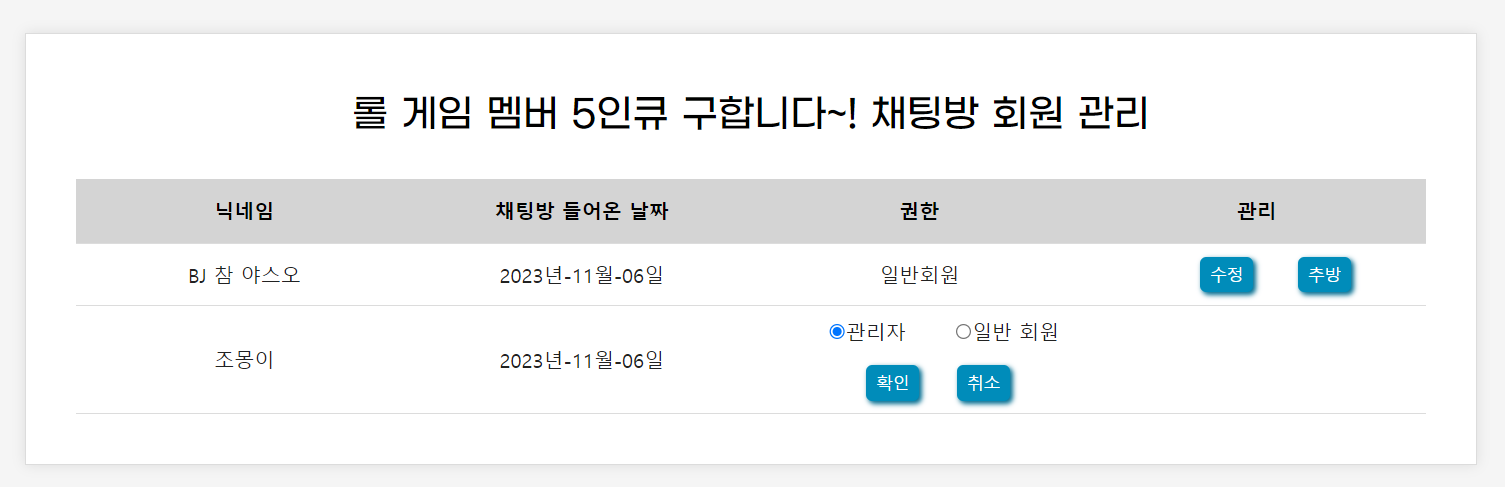 롤 게임 멤버 5인큐 구합니다~! 채팅방 회원 관리
닉네임 채팅방 들어온 날짜 권한 관리
BJ 참 야스오 2023년-11월-06일 일반회원 수정 추방
관리자 일반 회원
조몽이 2023년-11월-06일
확인 취소